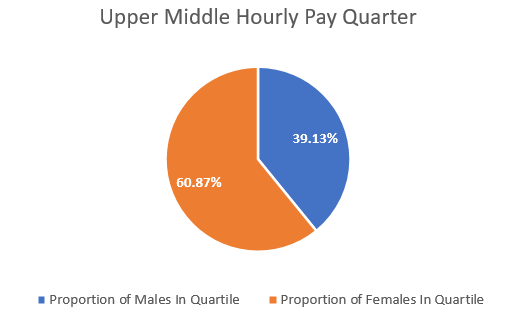 Upper Middle Hourly Pay Quarter
39.13%
60.87%
Proportion of Males In Quartile
Proportion of Females In Quartile